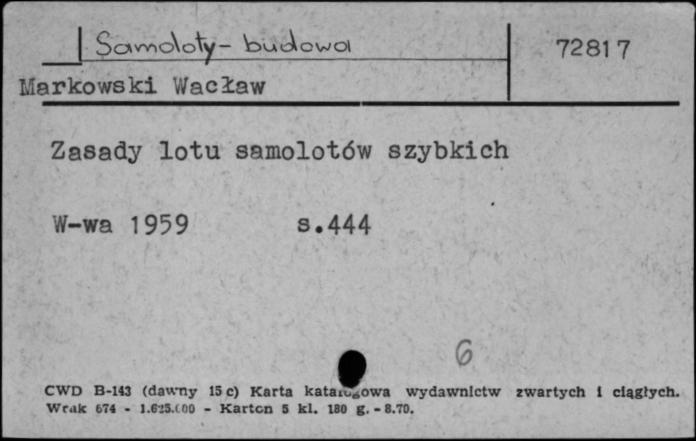 Samoloty - budowa
72817
Markowski Wacław
Zasady lotu samolotów szybkich
W-wa 1959 s.444
6
CWD B-143 (dawny 15 c) Karta katalogowa wydawnictw zwartych i ciągłych.
Wrak 674 - 1.625.000 - Karton 5 kl. 180 g. - 8.70.